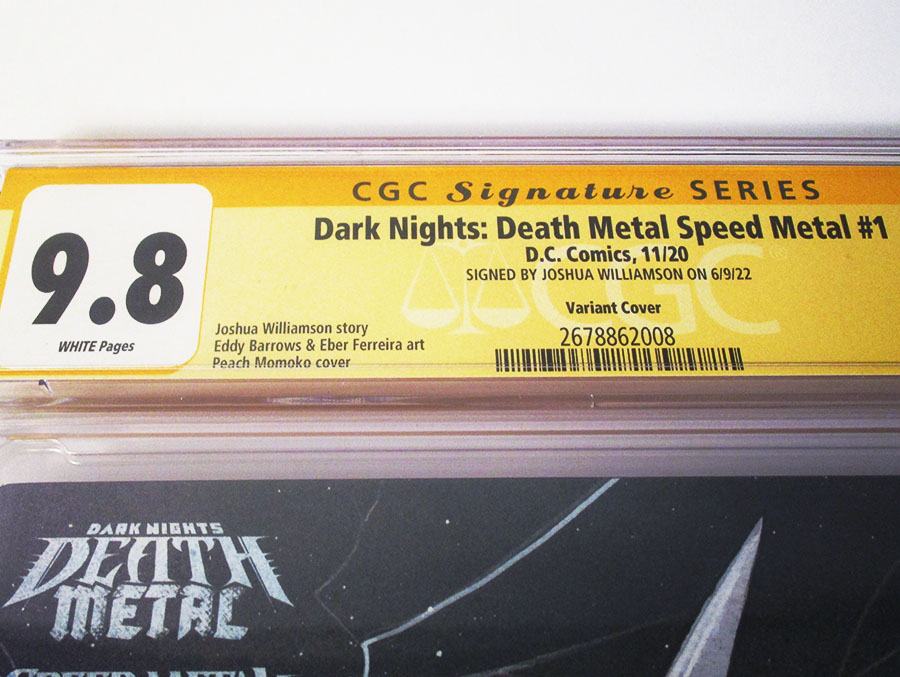 CGC Signature SERIES
Dark Nights: Death Metal Speed Metal #1
D.C. Comics, 11/20
SIGNED BY JOSHUA WILLIAMSON ON 6/9/22
Variant Cover
2678862008
9.8
WHITE Pages
Joshua Williamson story
Eddy Barrows & Eber Ferreira art
Peach Momoko cover
CGC
DARK NIGHTS
DEATH
METAL
SPEED METAL